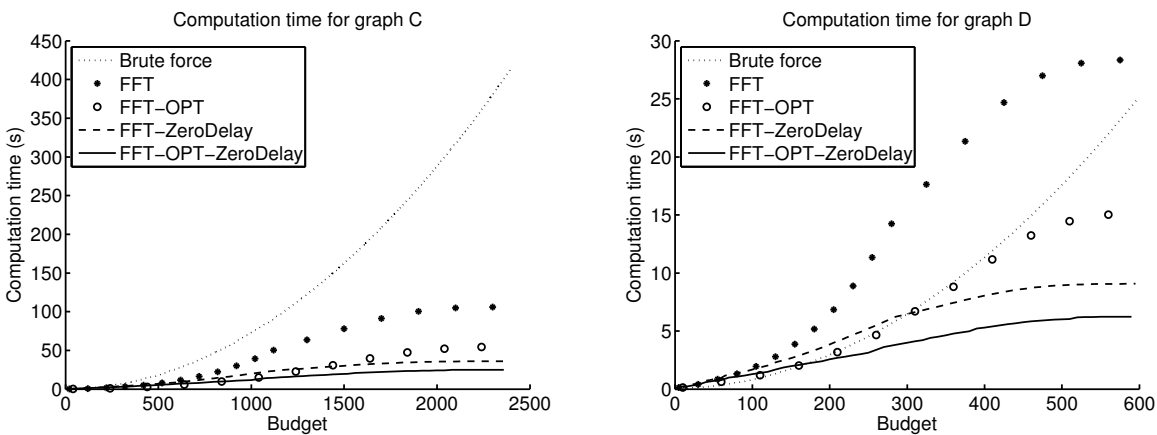 Computation time for graph C
450
400
350
300
250
200
150
100
50
0
Computation time (s)
Brute force
FFT
FFT−OPT
FFT−ZeroDelay
FFT−OPT−ZeroDelay
0 500 1000 1500 2000 2500
Budget
Computation time for graph D
30
25
20
15
10
5
0
Computation time (s)
Brute force
FFT
FFT−OPT
FFT−ZeroDelay
FFT−OPT−ZeroDelay
0 100 200 300 400 500 600
Budget